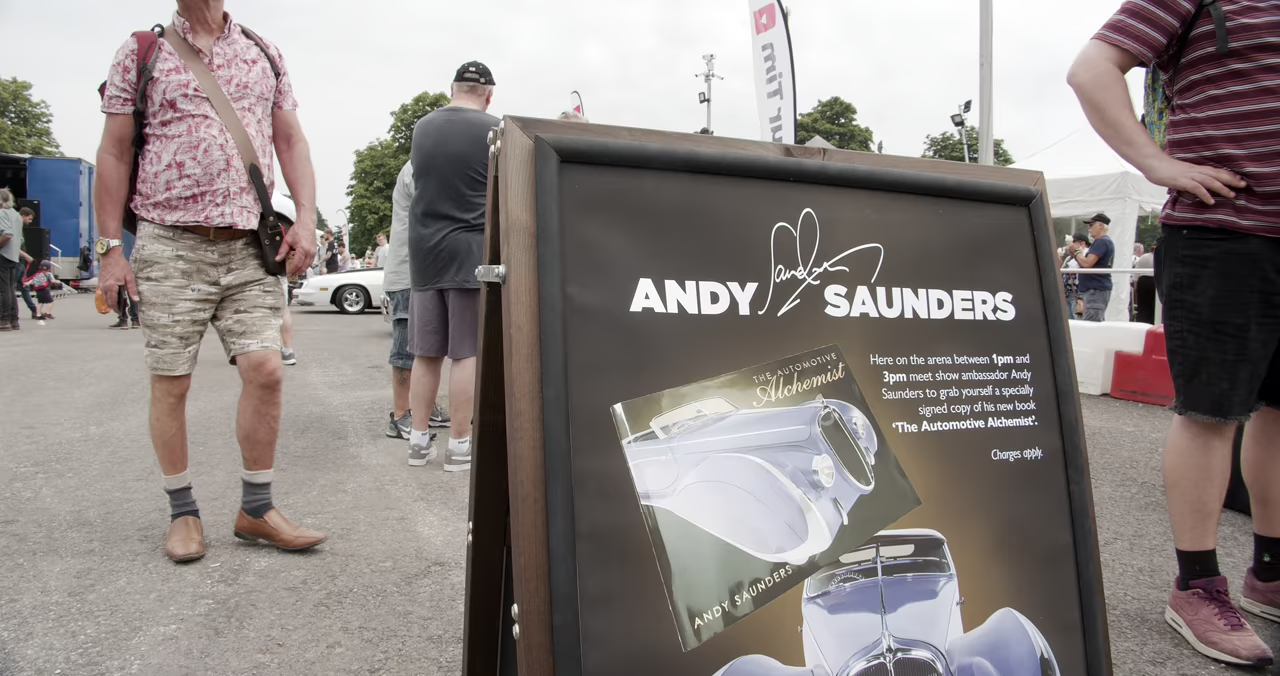 ANDY SAUNDERS
Here on the arena between 1pm and
3pm meet show ambassador Andy
Saunders to grab yourself a specially
signed copy of his new book
‘The Automotive Alchemist’.
Charges apply.
THE AUTOMOTIVE
Alchemist
ANDY SAUNDERS